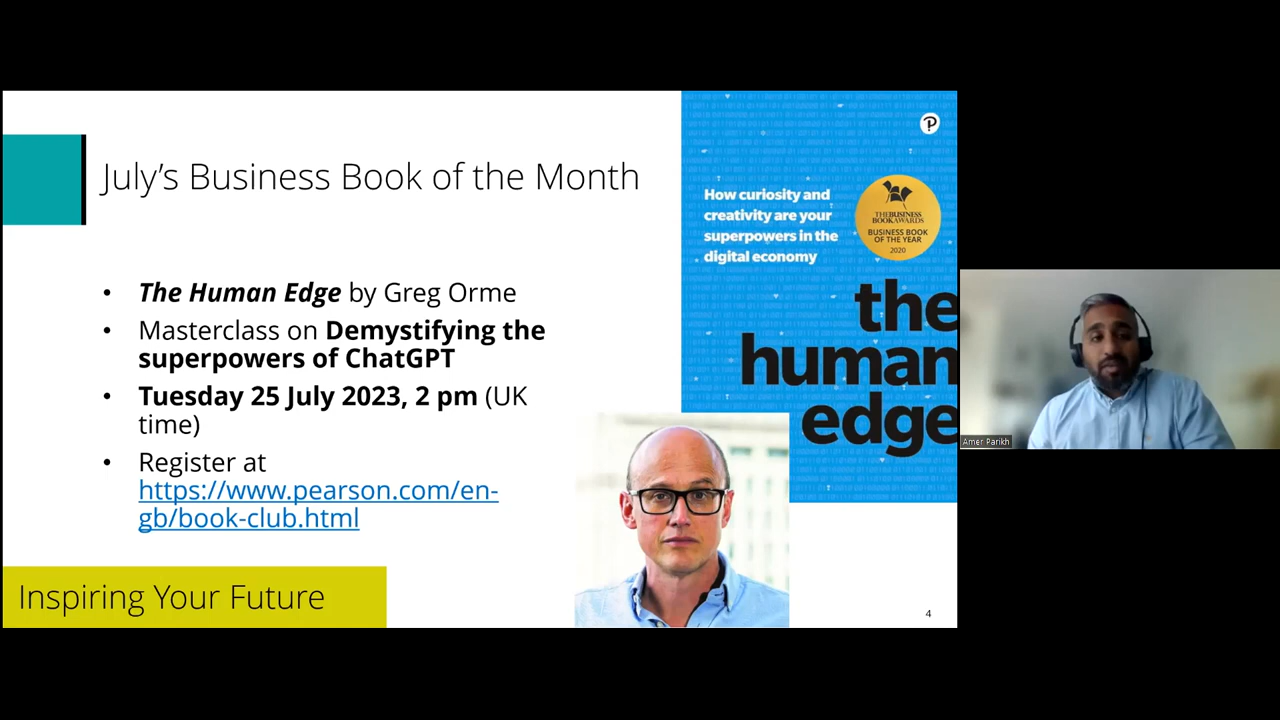 July's Business Book of the Month
• The Human Edge by Greg Orme
• Masterclass on Demystifying the
superpowers of ChatGPT
• Tuesday 25 July 2023, 2 pm (UK
time)
• Register at
https://www.pearson.com/en-
gb/book-club.html
Inspiring Your Future
P
How curiosity and
creativity are your
superpowers in the
digital economy
THE BUSINESS
BOOK AWARDS
BUSINESS BOOK
OF THE YEAR
2020
the
human
edge
4
Amer Parikh